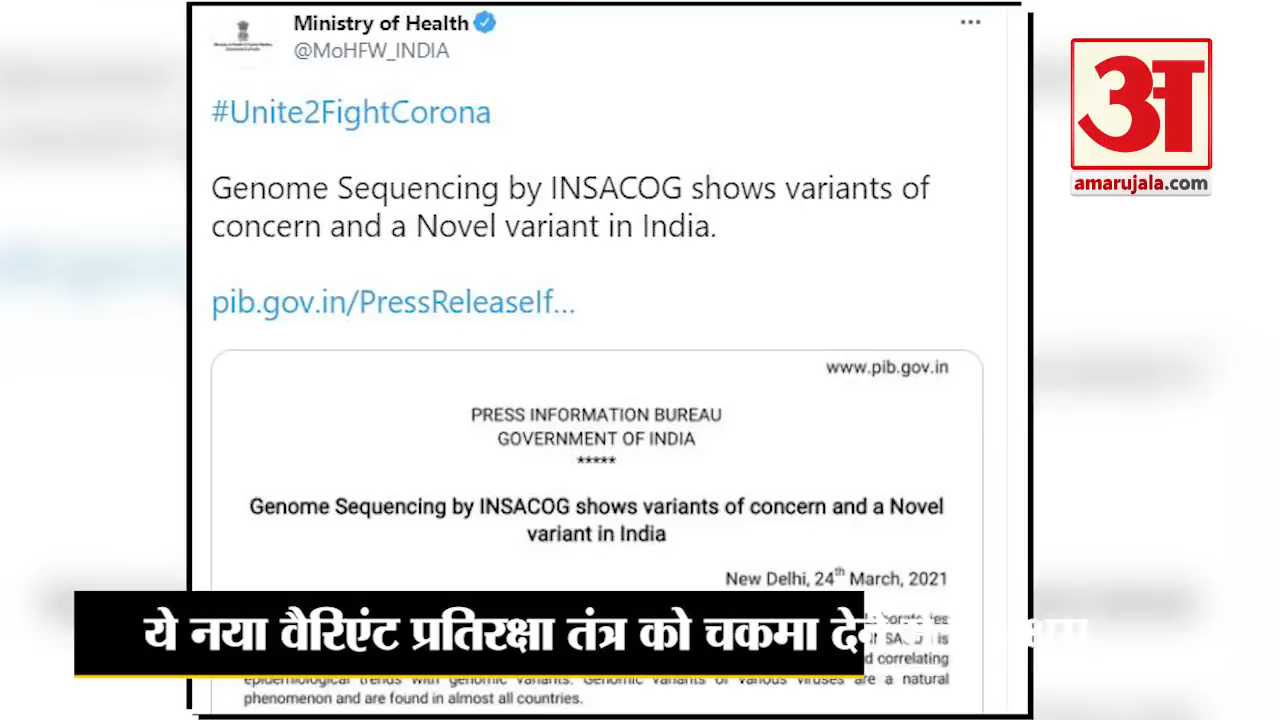 Ministry of Health
@MoHFW_INDIA
#Unite2FightCorona
Genome Sequencing by INSACOG shows variants of
concern and a Novel variant in India.
pib.gov.in/PressReleaseIf...
www.pib.gov.in
PRESS INFORMATION BUREAU
GOVERNMENT OF INDIA
*****
Genome Sequencing by INSACOG shows variants of concern and a Novel
variant in India
New Delhi, 24th March, 2021
is
correlating
ये नया वैरिएंट प्रतिरक्षा तंत्र को चकमा देने
epidemiological trends with genomic variants. Genomic variants of various viruses are a natural
phenomenon and are found in almost all countries.
अ
amarujala.com